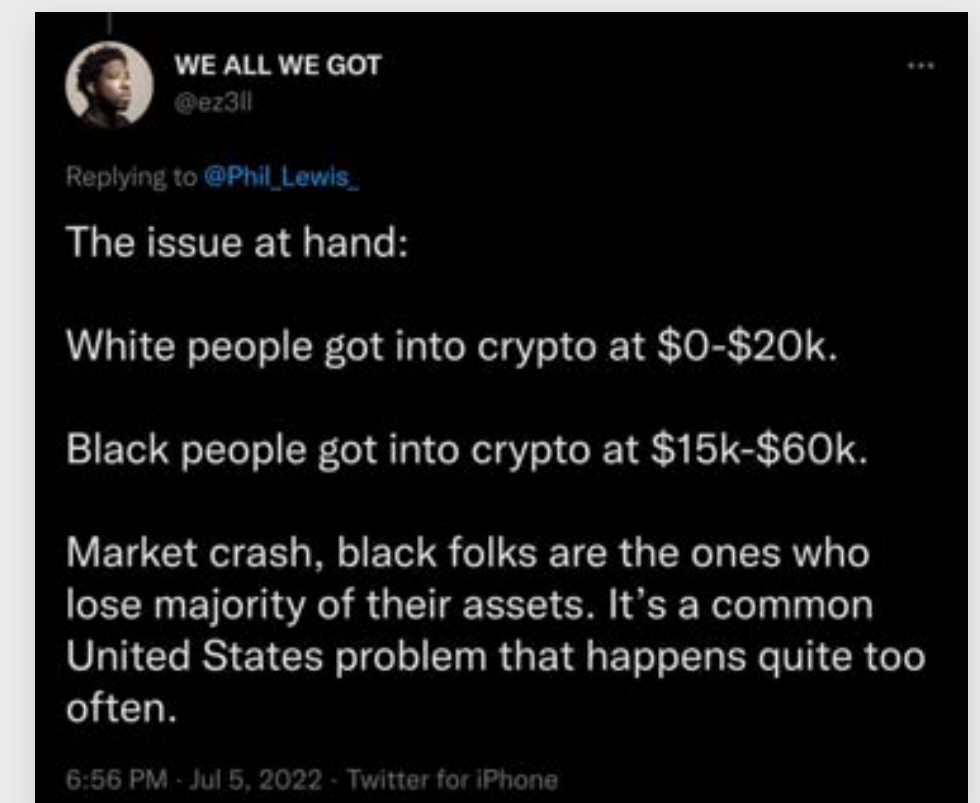 WE ALL WE GOT
@ez3ll
Replying to @Phil_Lewis_
The issue at hand:
White people got into crypto at $0-$20k.
Black people got into crypto at $15k-$60k.
Market crash, black folks are the ones who
lose majority of their assets. It's a common
United States problem that happens quite too
often.
6:56 PM · Jul 5, 2022 · Twitter for iPhone